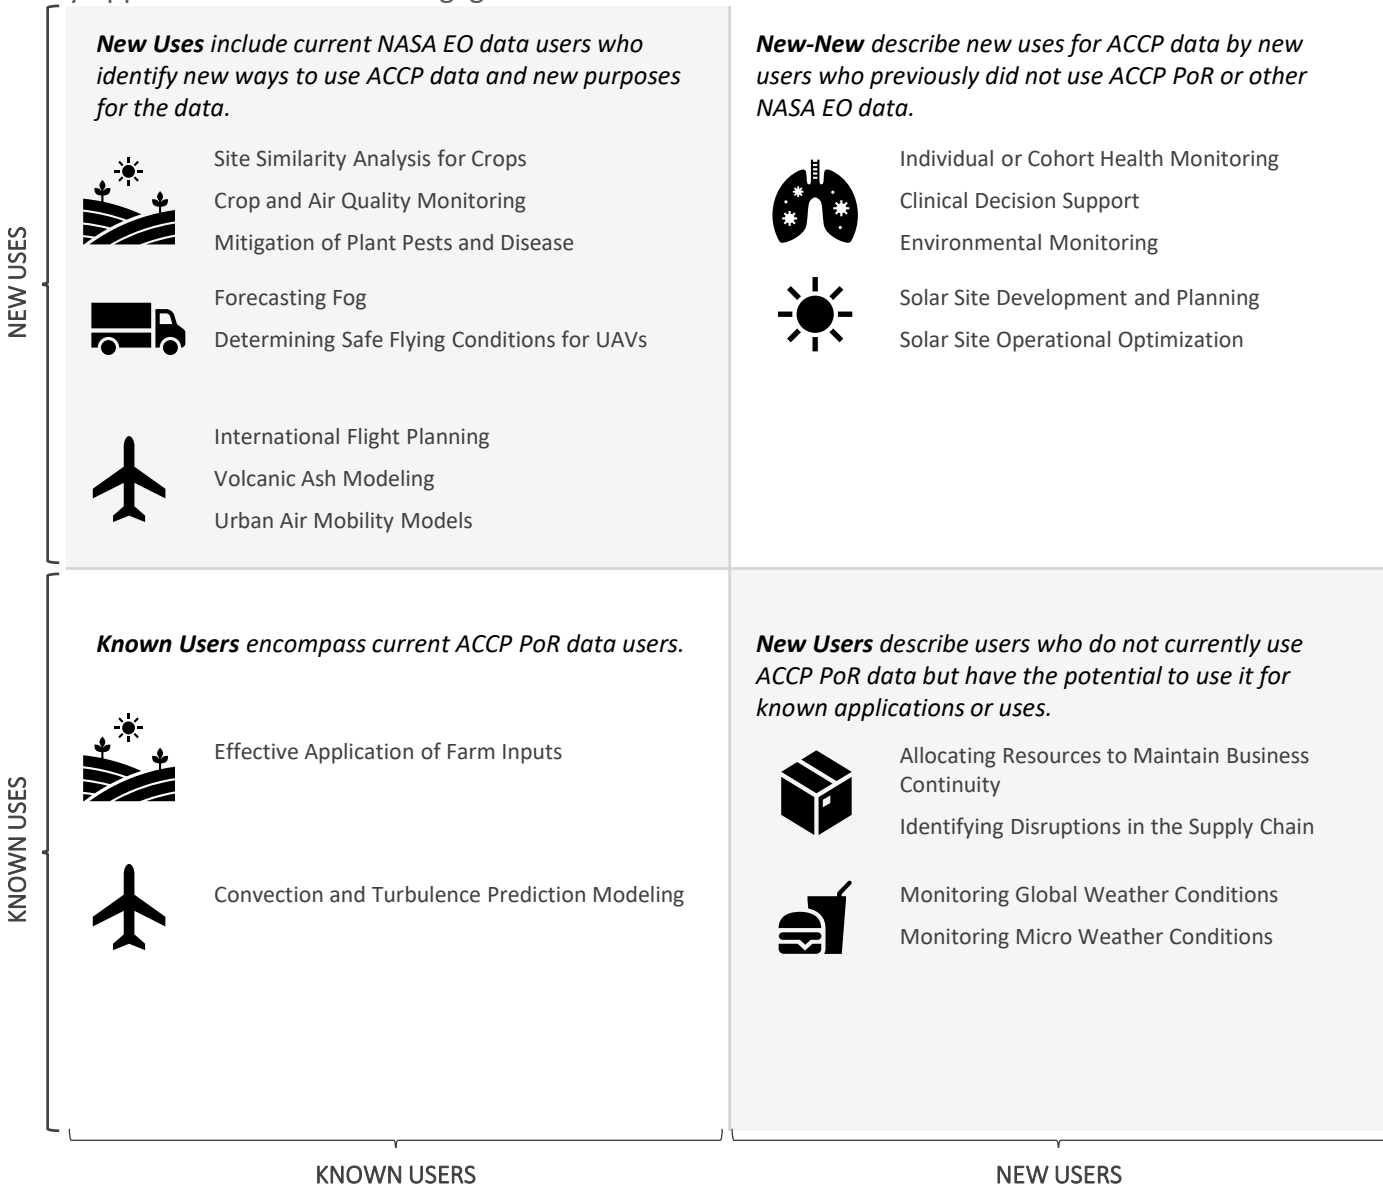 New Uses include current NASA EO data users who
identify new ways to use ACCP data and new purposes
for the data.
Site Similarity Analysis for Crops
Crop and Air Quality Monitoring
Mitigation of Plant Pests and Disease
Forecasting Fog
Determining Safe Flying Conditions for UAVs
International Flight Planning
Volcanic Ash Modeling
Urban Air Mobility Models
New-New describe new uses for ACCP data by new
users who previously did not use ACCP PoR or other
NASA EO data.
Individual or Cohort Health Monitoring
Clinical Decision Support
Environmental Monitoring
Solar Site Development and Planning
Solar Site Operational Optimization
NEW USES
Known Users encompass current ACCP PoR data users.
Effective Application of Farm Inputs
Convection and Turbulence Prediction Modeling
New Users describe users who do not currently use
ACCP PoR data but have the potential to use it for
known applications or uses.
Allocating Resources to Maintain Business
Continuity
Identifying Disruptions in the Supply Chain
Monitoring Global Weather Conditions
Monitoring Micro Weather Conditions
KNOWN USES
KNOWN USERS
NEW USERS